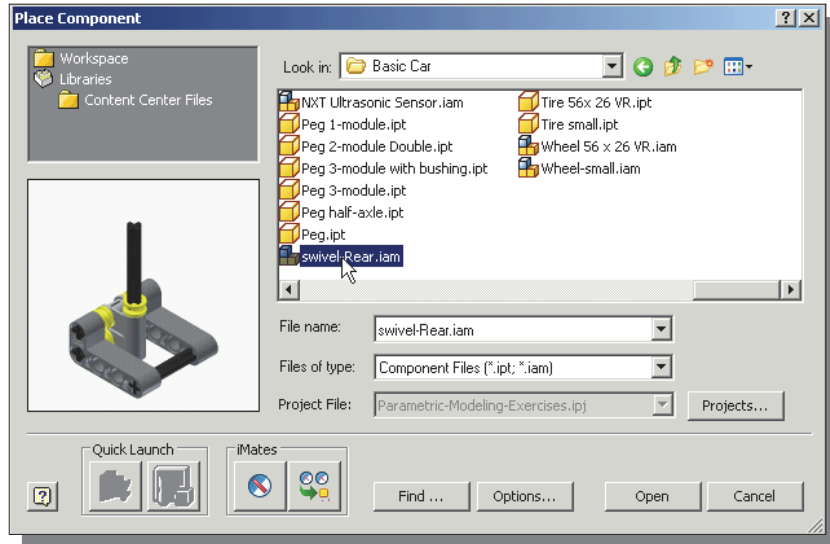 Place Component
Workspace
Libraries
Content Center Files
Look in: Basic Car
NXT Ultrasonic Sensor.iam
Peg 1-module.ipt
Peg 2-module Double.ipt
Peg 3-module with bushing.ipt
Peg 3-module.ipt
Peg half-axle.ipt
Peg.ipt
swivel-Rear.iam
Tire 56x 26 VR.ipt
Tire small.ipt
Wheel 56 x 26 VR.iam
Wheel-small.iam
File name: swivel-Rear.iam
Files of type: Component Files (*.ipt; *.iam)
Project File: Parametric-Modeling-Exercises.ipj Projects...
Quick Launch iMates
Find ... Options... Open Cancel